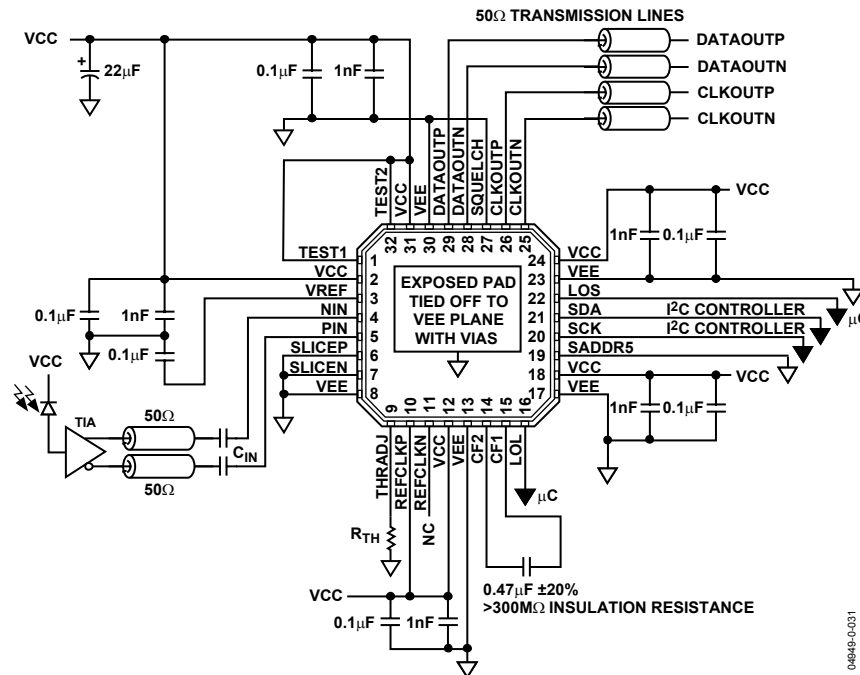 50Ω TRANSMISSION LINES
VCC
DATAOUTP
DATAOUTN
CLKOUTP
CLKOUTN
+
22μF
0.1μF
1nF
TEST2
VCC
VEE
DATAOUTP
DATAOUTN
SQUELCH
CLKOUTP
CLKOUTN
32
31
30
29
28
27
26
25
TEST1
1
VCC
2
VREF
3
NIN
4
PIN
5
SLICEP
6
SLICEN
7
VEE
8
EXPOSED PAD
TIED OFF TO
VEE PLANE
WITH VIAS
24
VCC
23
VEE
22
LOS
21
SDA
20
SCK
19
SADDR5
18
VCC
17
VEE
VCC
1nF
0.1μF
μC
I²C CONTROLLER
I²C CONTROLLER
VCC
1nF
0.1μF
0.1μF
1nF
0.1μF
VCC
TIA
50Ω
50Ω
CIN
9
10
11
12
13
14
15
16
THRADJ
REFCLKP
REFCLKN
VCC
VEE
CF2
CF1
LOL
RTH
NC
μC
0.47μF ±20%
>300MΩ INSULATION RESISTANCE
VCC
0.1μF
1nF
04949-0-031